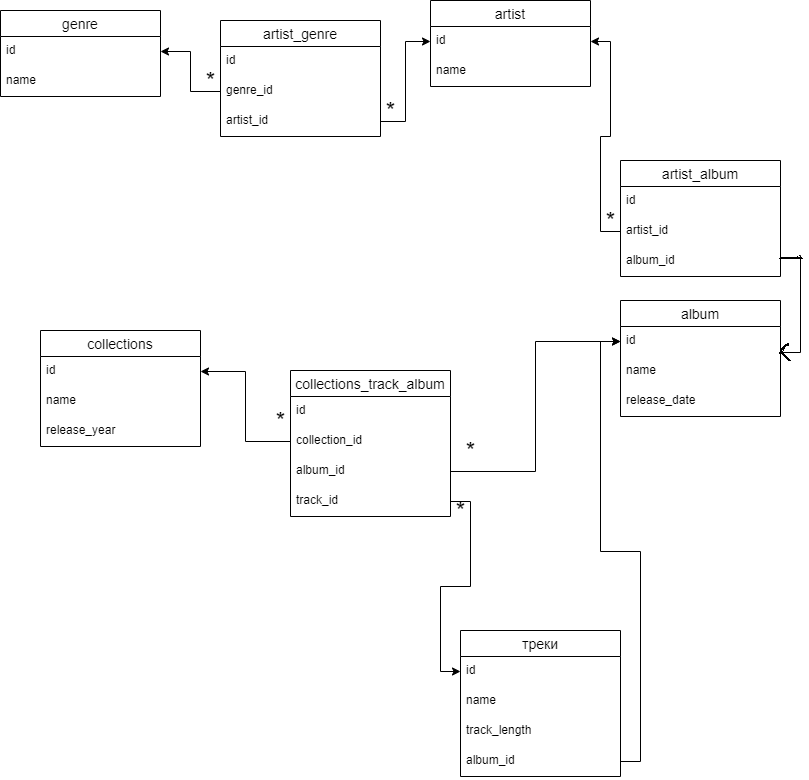 genre
id
name
artist_genre
id
genre_id
artist_id
*
*
artist
id
name
artist_album
id
artist_id
album_id
*
album
id
name
release_date
collections
id
name
release_year
collections_track_album
id
collection_id
album_id
track_id
*
*
*
треки
id
name
track_length
album_id